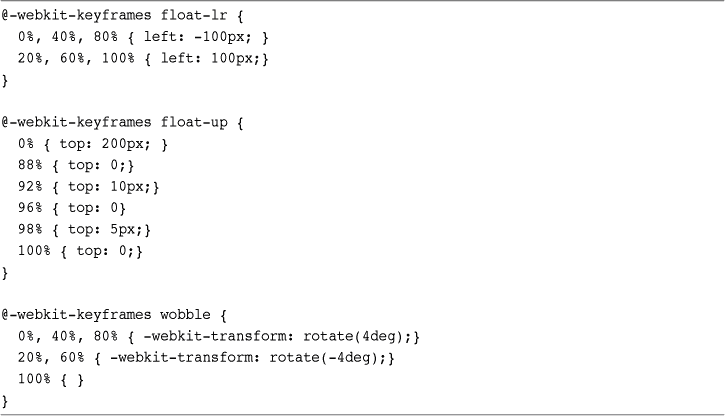 @-webkit-keyframes float-lr {
  0%, 40%, 80% { left: -100px; }
  20%, 60%, 100% { left: 100px;}
}

@-webkit-keyframes float-up {
  0% { top: 200px; }
  88% { top: 0;}
  92% { top: 10px;}
  96% { top: 0}
  98% { top: 5px;}
  100% { top: 0;}
}

@-webkit-keyframes wobble {
  0%, 40%, 80% { -webkit-transform: rotate(4deg);}
  20%, 60% { -webkit-transform: rotate(-4deg);}
  100% { }
}